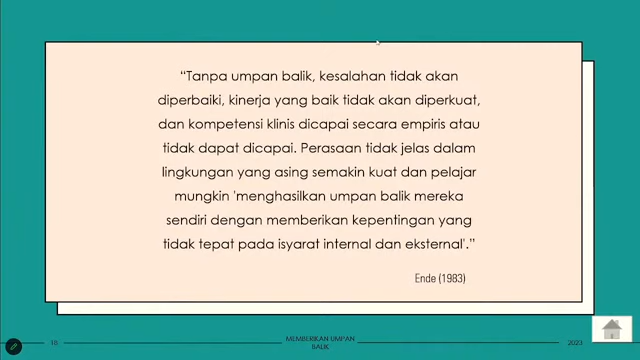 “Tanpa umpan balik, kesalahan tidak akan
diperbaiki, kinerja yang baik tidak akan diperkuat,
dan kompetensi klinis dicapai secara empiris atau
tidak dapat dicapai. Perasaan tidak jelas dalam
lingkungan yang asing semakin kuat dan pelajar
mungkin 'menghasilkan umpan balik mereka
sendiri dengan memberikan kepentingan yang
tidak tepat pada isyarat internal dan eksternal'.”
Ende (1983)
18
MEMBERIKAN UMPAN
BALIK
2023